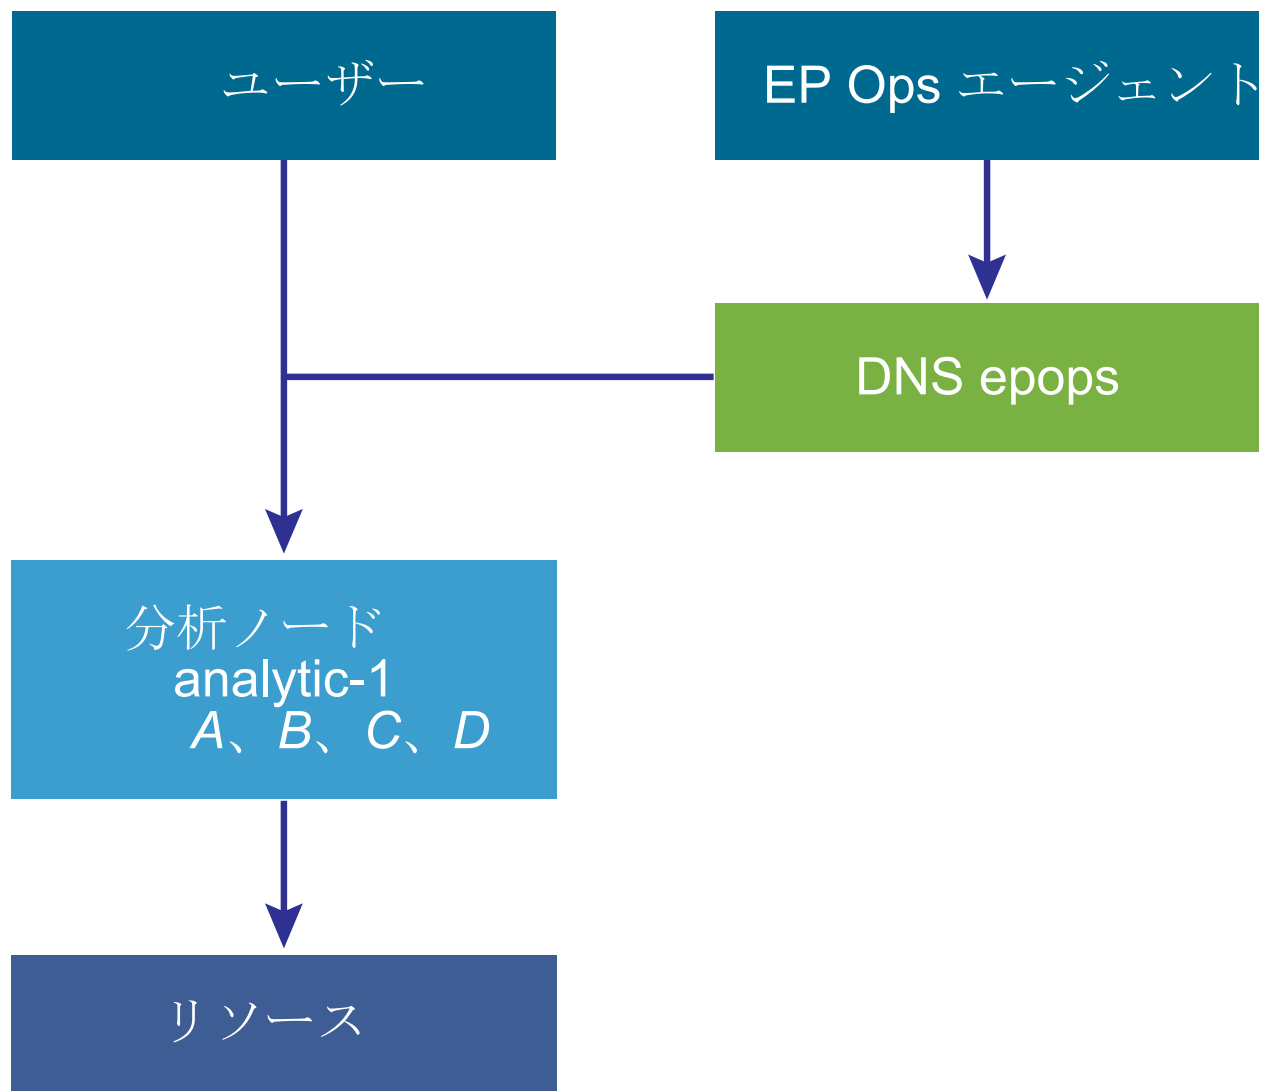 ユーザー
EP Ops エージェント
DNS epops
分析ノード
analytic-1
A、B、C、D
リソース